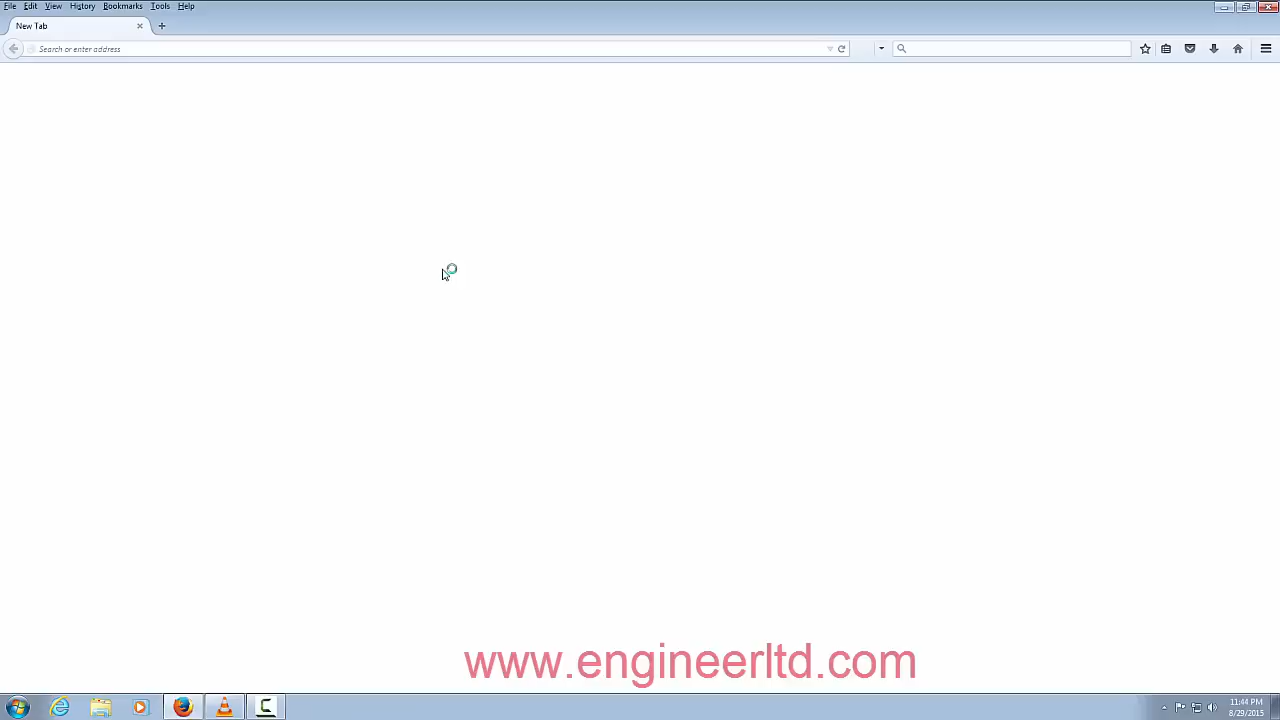 File Edit View History Bookmarks Tools Help
New Tab
Search or enter address
www.engineerltd.com
11:44 PM
8/29/2015